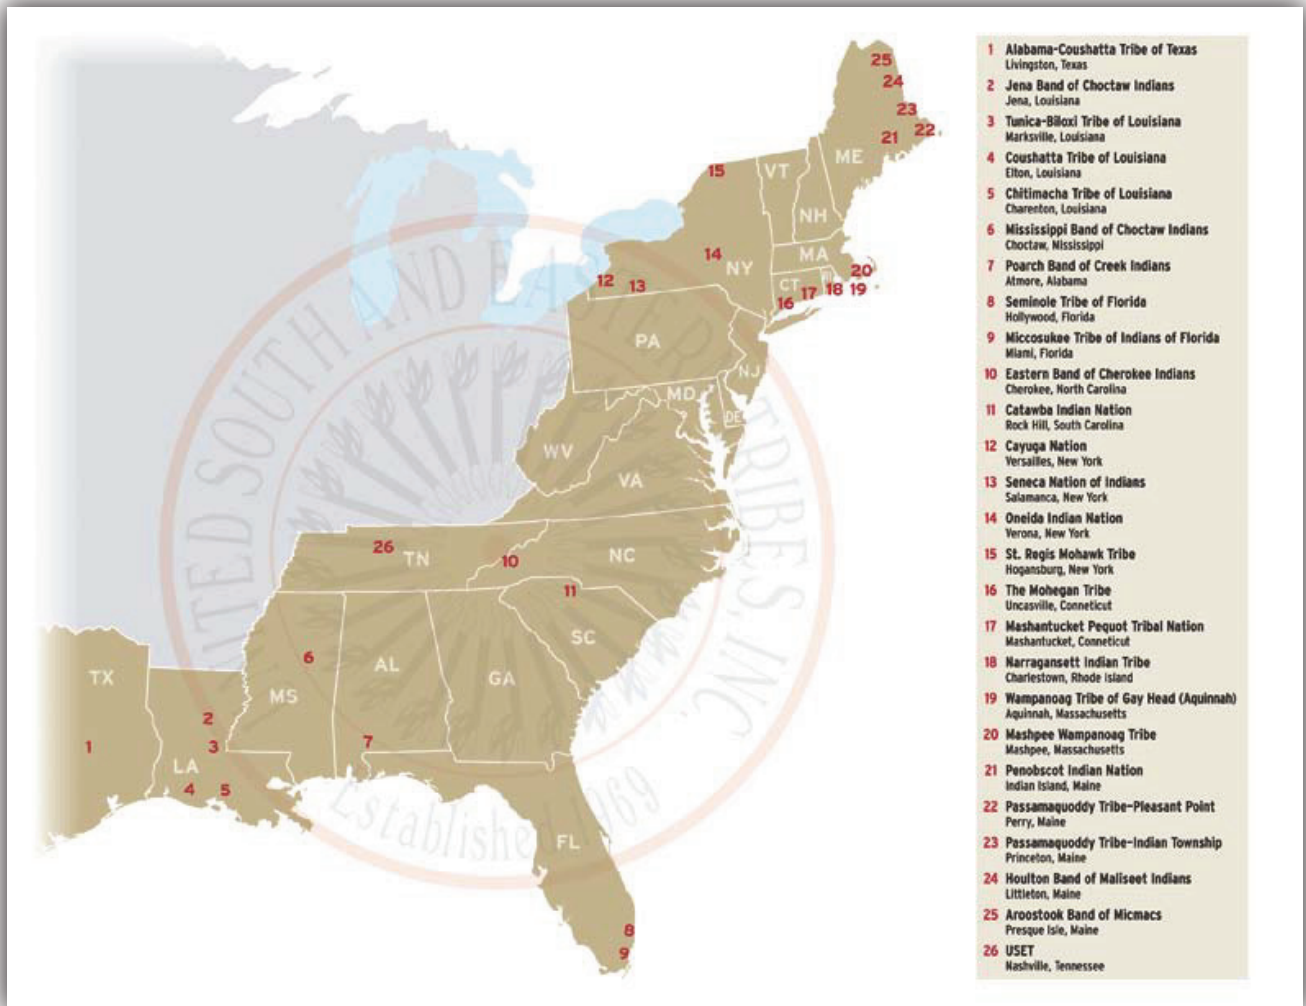 25
24
23
22
21
ME
15
VT
NH
14
NY
MA
20
12
13
CT
RI
16
17
18
19
PA
NJ
MD
DE
WV
VA
26
TN
10
NC
11
SC
6
AL
GA
MS
TX
2
7
1
3
LA
4
5
FL
8
9
UNITED SOUTH AND EASTERN TRIBES, INC.
Established 1969
1 Alabama-Coushatta Tribe of Texas
Livingston, Texas
2 Jena Band of Choctaw Indians
Jena, Louisiana
3 Tunica-Biloxi Tribe of Louisiana
Marksville, Louisiana
4 Coushatta Tribe of Louisiana
Elton, Louisiana
5 Chitimacha Tribe of Louisiana
Charenton, Louisiana
6 Mississippi Band of Choctaw Indians
Choctaw, Mississippi
7 Poarch Band of Creek Indians
Atmore, Alabama
8 Seminole Tribe of Florida
Hollywood, Florida
9 Miccosukee Tribe of Indians of Florida
Miami, Florida
10 Eastern Band of Cherokee Indians
Cherokee, North Carolina
11 Catawba Indian Nation
Rock Hill, South Carolina
12 Cayuga Nation
Versailles, New York
13 Seneca Nation of Indians
Salamanca, New York
14 Oneida Indian Nation
Verona, New York
15 St. Regis Mohawk Tribe
Hogansburg, New York
16 The Mohegan Tribe
Uncasville, Conneticut
17 Mashantucket Pequot Tribal Nation
Mashantucket, Conneticut
18 Narragansett Indian Tribe
Charlestown, Rhode Island
19 Wampanoag Tribe of Gay Head (Aquinnah)
Aquinnah, Massachusetts
20 Mashpee Wampanoag Tribe
Mashpee, Massachusetts
21 Penobscot Indian Nation
Indian Island, Maine
22 Passamaquoddy Tribe-Pleasant Point
Perry, Maine
23 Passamaquoddy Tribe-Indian Township
Princeton, Maine
24 Houlton Band of Maliseet Indians
Littleton, Maine
25 Aroostook Band of Micmacs
Presque Isle, Maine
26 USET
Nashville, Tennessee